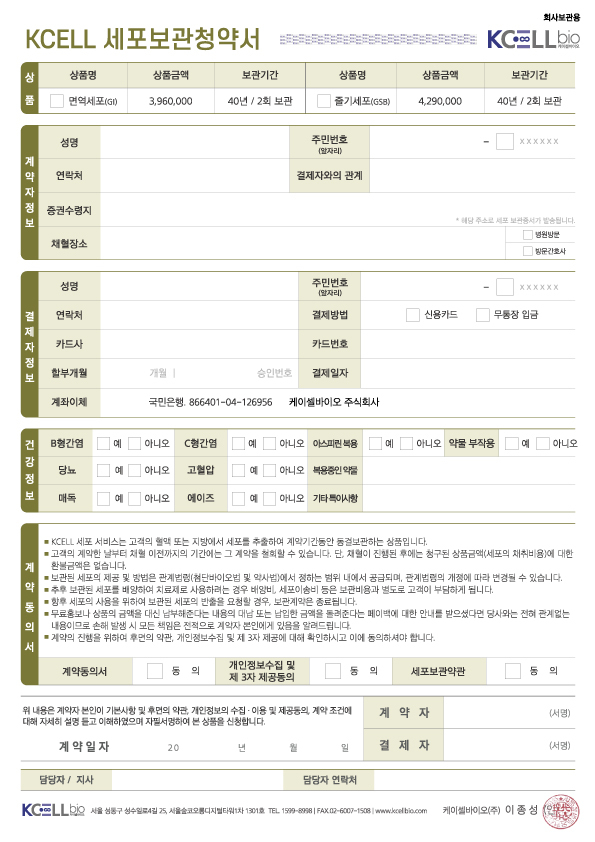 회사보관용
KCELL 세포보관청약서
KCELL bio
케이셀바이오
상품
상품명 상품금액 보관기간 상품명 상품금액 보관기간
면역세포(GI) 3,960,000 40년 / 2회 보관 줄기세포(GSB) 4,290,000 40년 / 2회 보관
계약자정보
성명 주민번호 (앞자리) – x x x x x x
연락처 결제자와의 관계
증권수령지
* 해당 주소로 세포 보관증서가 발송됩니다.
채혈장소 병원방문
방문간호사
결제자정보
성명 주민번호 (앞자리) – x x x x x x
연락처 결제방법 신용카드 무통장 입금
카드사 카드번호
할부개월 개월 | 승인번호 결제일자
계좌이체 국민은행. 866401-04-126956 케이셀바이오 주식회사
건강정보
B형간염 예 아니오 C형간염 예 아니오 아스피린 복용 예 아니오 약물 부작용 예 아니오
당뇨 예 아니오 고혈압 예 아니오 복용중인 약물
매독 예 아니오 에이즈 예 아니오 기타 특이사항
계약동의서
■ KCELL 세포 서비스는 고객의 혈액 또는 지방에서 세포를 추출하여 계약기간동안 동결보관하는 상품입니다.
■ 고객의 계약한 날부터 채혈 이전까지의 기간에는 그 계약을 철회할 수 있습니다. 단, 채혈이 진행된 후에는 청구된 상품금액(세포의 채취비용)에 대한
환불금액은 없습니다.
■ 보관된 세포의 제공 및 방법은 관계법령(첨단바이오법 및 약사법)에서 정하는 범위 내에서 공급되며, 관계법령의 개정에 따라 변경될 수 있습니다.
■ 추후 보관된 세포를 배양하여 치료제로 사용하려는 경우 배양비, 세포이송비 등은 보관비용과 별도로 고객이 부담하게 됩니다.
■ 향후 세포의 사용을 위하여 보관된 세포의 반출을 요청할 경우, 보관계약은 종료됩니다.
■ 무료홍보나 상품의 금액을 대신 납부해준다는 내용의 대납 또는 납입한 금액을 돌려준다는 페이백에 대한 안내를 받으셨다면 당사와는 전혀 관계없는
내용이므로 손해 발생 시 모든 책임은 전적으로 계약자 본인에게 있음을 알려드립니다.
■ 계약의 진행을 위하여 후면의 약관, 개인정보수집 및 제 3자 제공에 대해 확인하시고 이에 동의하셔야 합니다.
계약동의서 동 의 개인정보수집 및 제 3자 제공동의 동 의 세포보관약관 동 의
위 내용은 계약자 본인이 기본사항 및 후면의 약관, 개인정보의 수집 · 이용 및 제공동의, 계약 조건에
대해 자세히 설명 듣고 이해하였으며 자필서명하여 본 상품을 신청합니다.
계약일자 20 년 월 일
계 약 자 (서명)
결 제 자 (서명)
담당자 / 지사 담당자 연락처
KCELL bio 케이셀바이오 서울 성동구 성수일로4길 25, 서울숲코오롱디지털타워1차 1301호 TEL. 1599-8998 | FAX.02-6007-1508 | www.kcellbio.com 케이셀바이오(주) 이 종 성